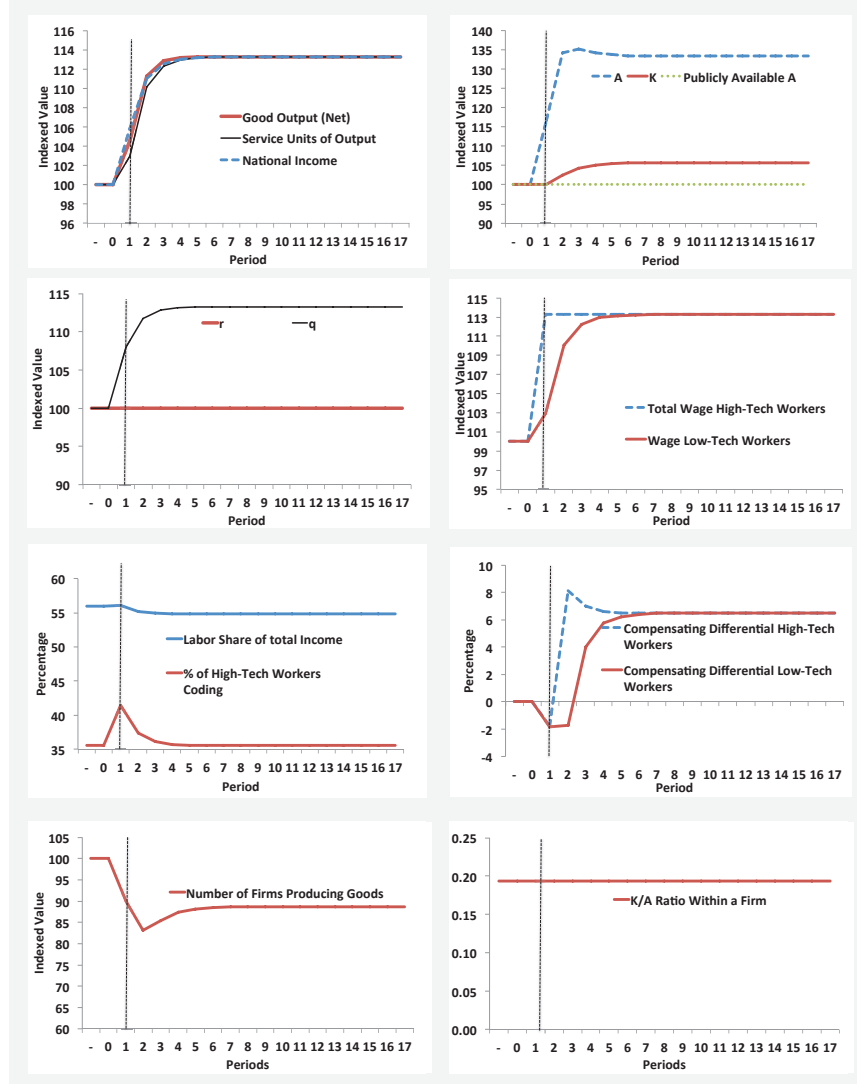 116
114
112
110
108
106
104
102
100
98
96
Indexed Value
Good Output (Net)
Service Units of Output
National Income
- 0 1 2 3 4 5 6 7 8 9 10 11 12 13 14 15 16 17
Period
140
135
130
125
120
115
110
105
100
95
90
Indexed Value
A K Publicly Available A
- 0 1 2 3 4 5 6 7 8 9 10 11 12 13 14 15 16 17
Period
115
110
105
100
95
90
Indexed Value
r q
- 0 1 2 3 4 5 6 7 8 9 10 11 12 13 14 15 16 17
Period
115
113
111
109
107
105
103
101
99
97
95
Indexed Value
Total Wage High-Tech Workers
Wage Low-Tech Workers
- 0 1 2 3 4 5 6 7 8 9 10 11 12 13 14 15 16 17
Period
60
55
50
45
40
35
Percentage
Labor Share of total Income
% of High-Tech Workers
Coding
- 0 1 2 3 4 5 6 7 8 9 10 11 12 13 14 15 16 17
Period
10
8
6
4
2
0
-2
-4
Percentage
Compensating Differential High-Tech
Workers
Compensating Differential Low-Tech
Workers
- 0 1 2 3 4 5 6 7 8 9 10 11 12 13 14 15 16 17
Period
105
100
95
90
85
80
75
70
65
60
Indexed Value
Number of Firms Producing Goods
- 0 1 2 3 4 5 6 7 8 9 10 11 12 13 14 15 16 17
Periods
0.25
0.20
0.15
0.10
0.05
0.00
Indexed Value
K/A Ratio Within a Firm
- 0 1 2 3 4 5 6 7 8 9 10 11 12 13 14 15 16 17
Periods